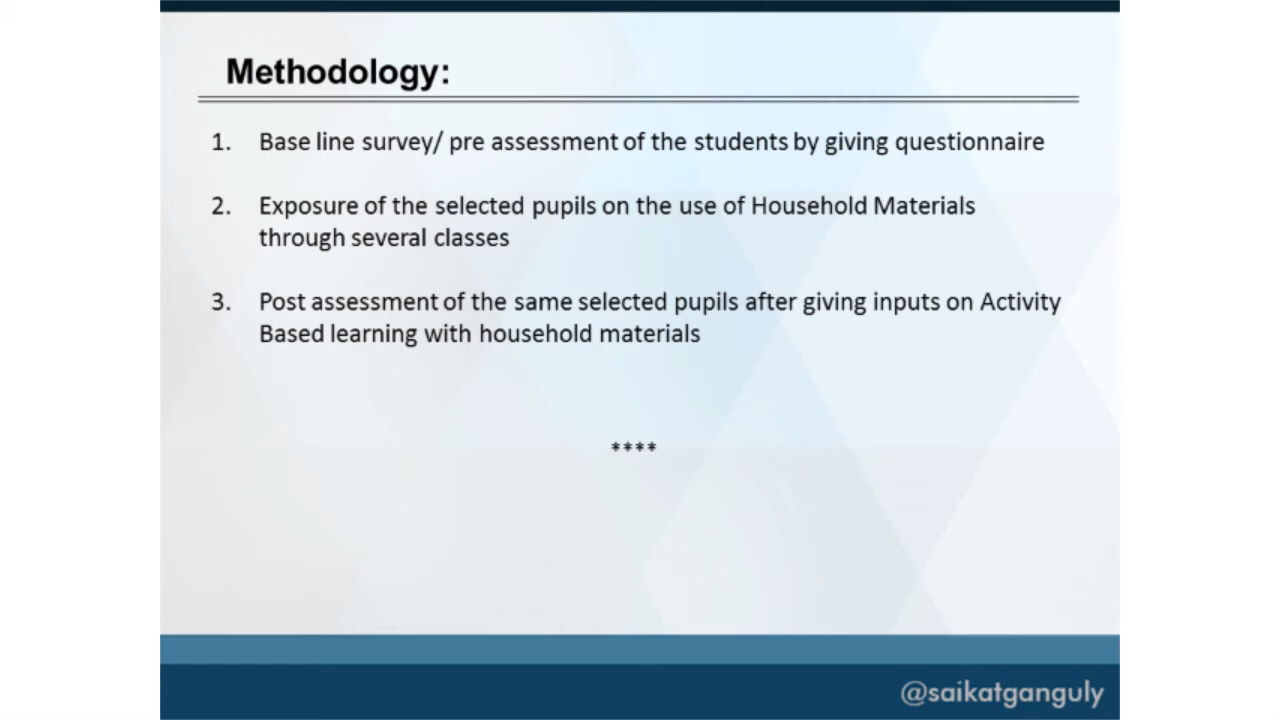 Methodology:
1. Base line survey/ pre assessment of the students by giving questionnaire
2. Exposure of the selected pupils on the use of Household Materials
through several classes
3. Post assessment of the same selected pupils after giving inputs on Activity
Based learning with household materials
****
@saikatganguly